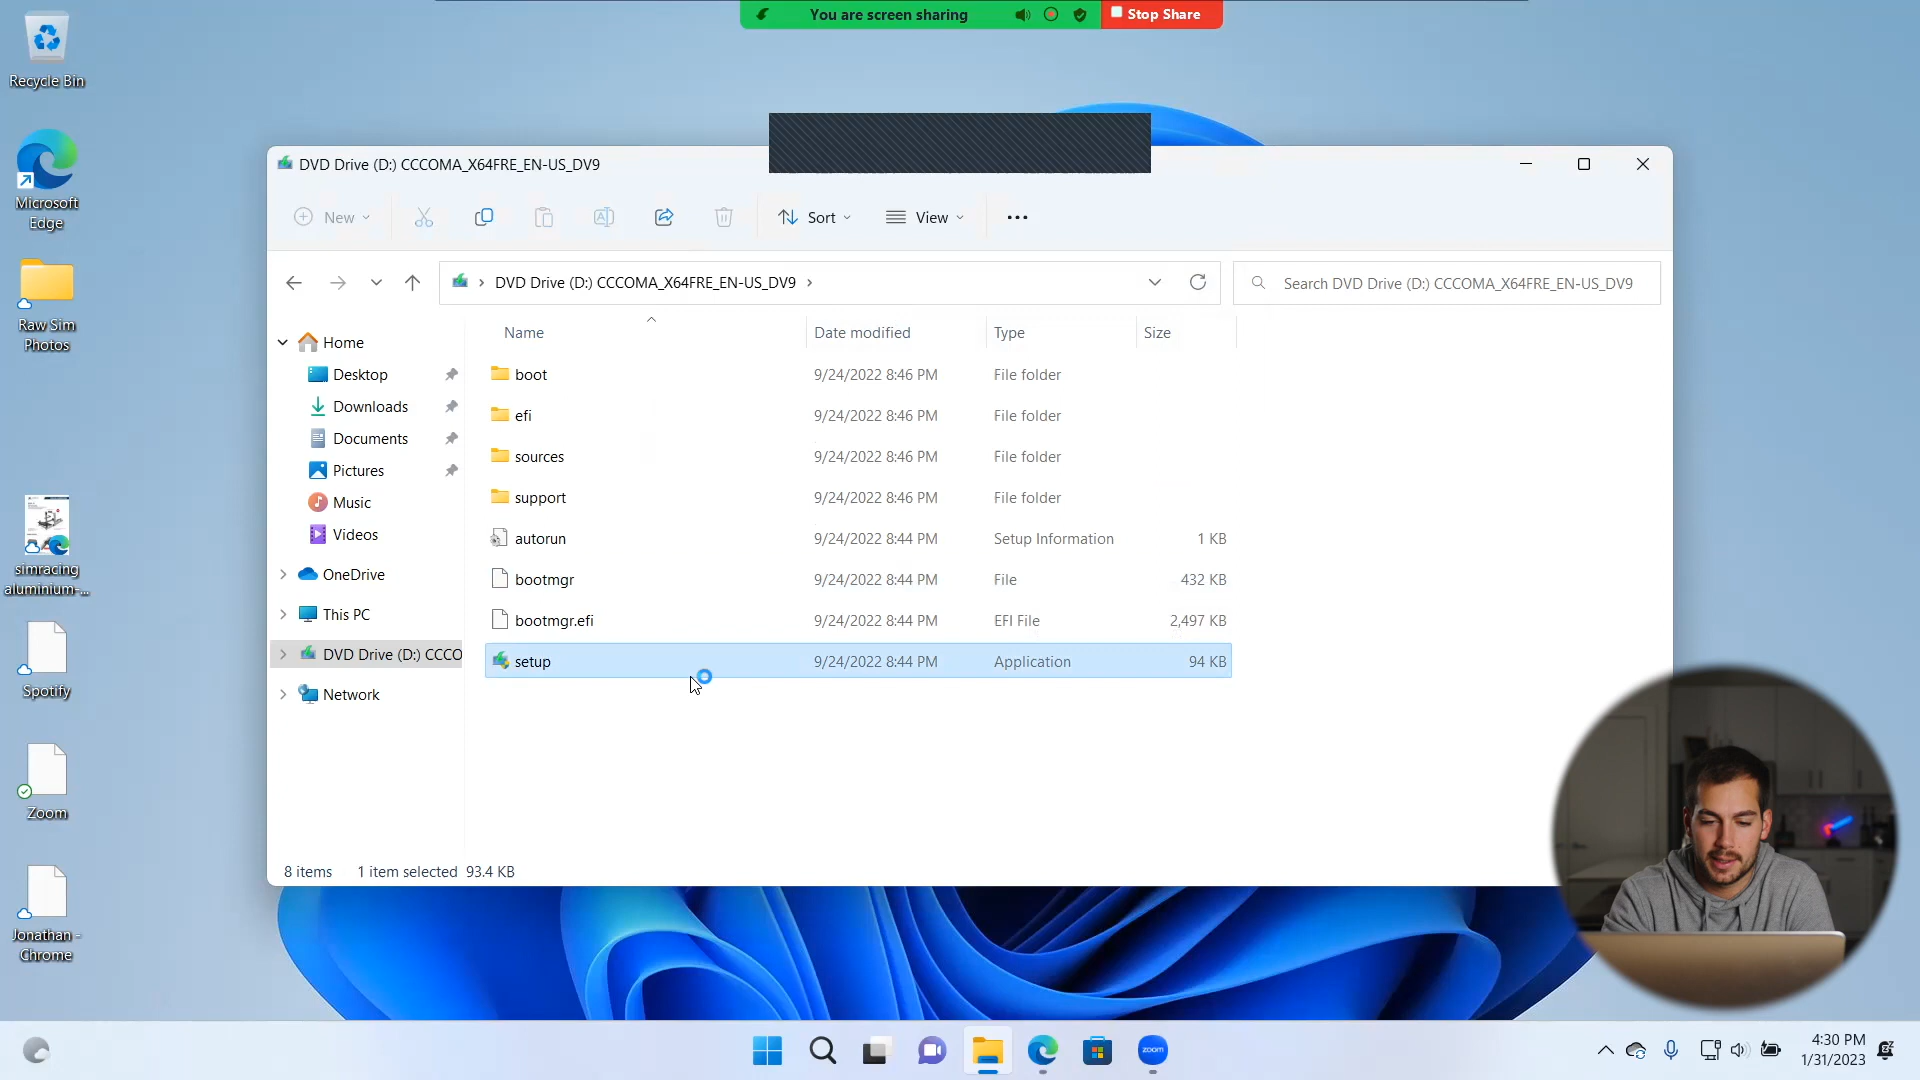 You are screen sharing
Stop Share
Recycle Bin
Microsoft
Edge
Raw Sim
Photos
simracing
aluminium-...
Spotify
Zoom
Jonathan -
Chrome
DVD Drive (D:) CCCOMA_X64FRE_EN-US_DV9
New
Sort
View
DVD Drive (D:) CCCOMA_X64FRE_EN-US_DV9
Search DVD Drive (D:) CCCOMA_X64FRE_EN-US_DV9
Home
Desktop
Downloads
Documents
Pictures
Music
Videos
OneDrive
This PC
DVD Drive (D:) CCCO
Network
Name Date modified Type Size
boot 9/24/2022 8:46 PM File folder
efi 9/24/2022 8:46 PM File folder
sources 9/24/2022 8:46 PM File folder
support 9/24/2022 8:46 PM File folder
autorun 9/24/2022 8:44 PM Setup Information 1 KB
bootmgr 9/24/2022 8:44 PM File 432 KB
bootmgr.efi 9/24/2022 8:44 PM EFI File 2,497 KB
setup 9/24/2022 8:44 PM Application 94 KB
8 items 1 item selected 93.4 KB
zoom
4:30 PM
1/31/2023